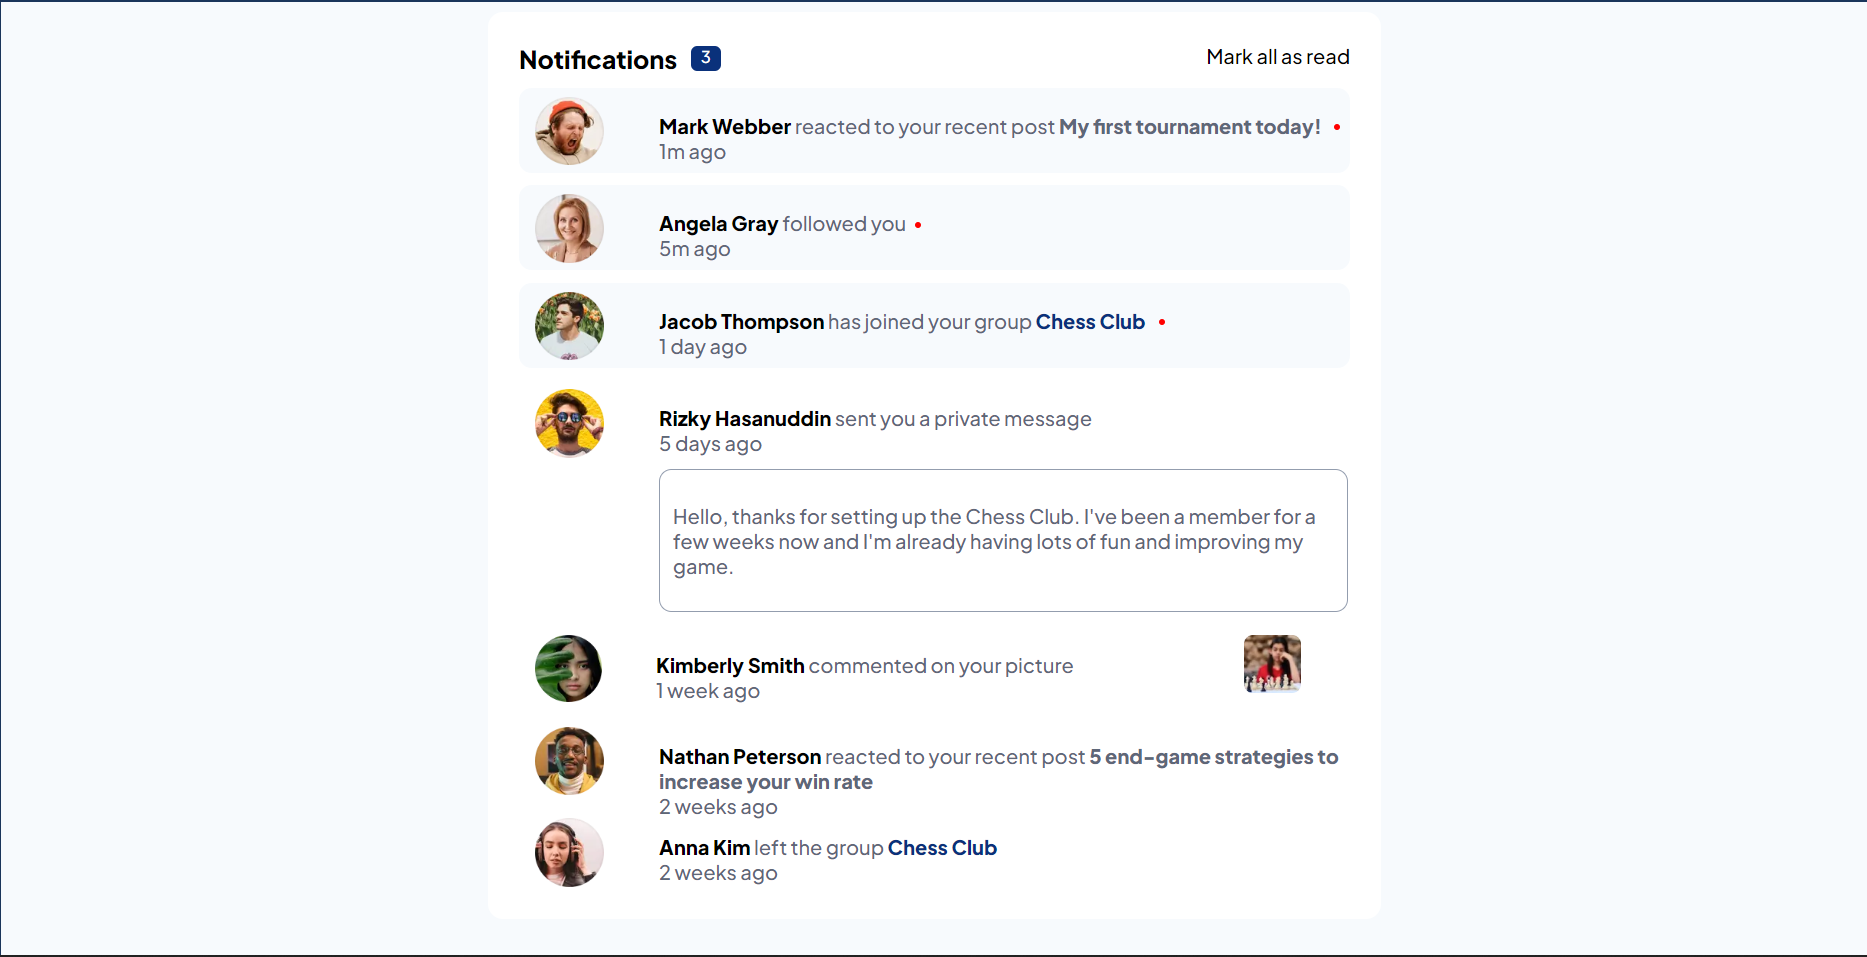 Notifications 3 Mark all as read
Mark Webber reacted to your recent post My first tournament today!
1m ago
Angela Gray followed you
5m ago
Jacob Thompson has joined your group Chess Club
1 day ago
Rizky Hasanuddin sent you a private message
5 days ago
Hello, thanks for setting up the Chess Club. I've been a member for a
few weeks now and I'm already having lots of fun and improving my
game.
Kimberly Smith commented on your picture
1 week ago
Nathan Peterson reacted to your recent post 5 end-game strategies to
increase your win rate
2 weeks ago
Anna Kim left the group Chess Club
2 weeks ago